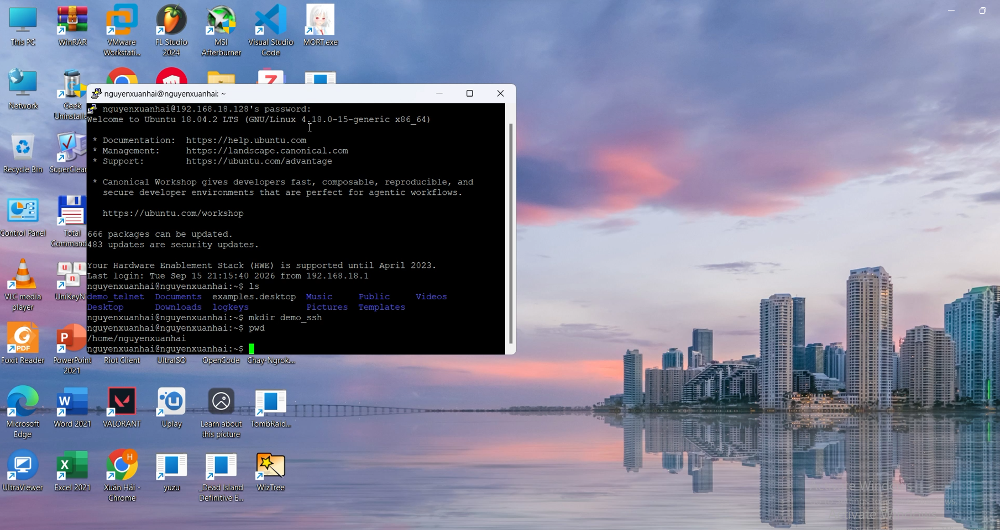 This PC
WinRAR
VMware
Workstati...
FL Studio
2024
MSI
Afterburner
Visual Studio
Code
MORT.exe
Network
Geek
Uninstalle
Recycle Bin
SuperClean
Control Panel
Total
Command
VLC media
player
UniKeyN
Foxit Reader
PDF
PowerPoint
2021
Riot Client
UltraISO
OpenCode
Chay-Ngrok....
Microsoft
Edge
Word 2021
VALORANT
Uplay
Learn about
this picture
TombRaid...
UltraViewer
Excel 2021
Xuân Hải -
Chrome
yuzu
_Dead Island
Definitive E...
WizTree
nguyenxuanhai@nguyenxuanhai: ~
nguyenxuanhai@192.168.18.128's password:
Welcome to Ubuntu 18.04.2 LTS (GNU/Linux 4.18.0-15-generic x86_64)
* Documentation:  https://help.ubuntu.com
* Management:     https://landscape.canonical.com
* Support:        https://ubuntu.com/advantage
* Canonical Workshop gives developers fast, composable, reproducible, and
secure developer environments that are perfect for agentic workflows.
https://ubuntu.com/workshop
666 packages can be updated.
483 updates are security updates.
Your Hardware Enablement Stack (HWE) is supported until April 2023.
Last login: Tue Sep 15 21:15:40 2026 from 192.168.18.1
nguyenxuanhai@nguyenxuanhai:~$ ls
demo_telnet  Documents  examples.desktop  Music     Public     Videos
Desktop      Downloads  logkeys           Pictures  Templates
nguyenxuanhai@nguyenxuanhai:~$ mkdir demo_ssh
nguyenxuanhai@nguyenxuanhai:~$ pwd
/home/nguyenxuanhai
nguyenxuanhai@nguyenxuanhai:~$